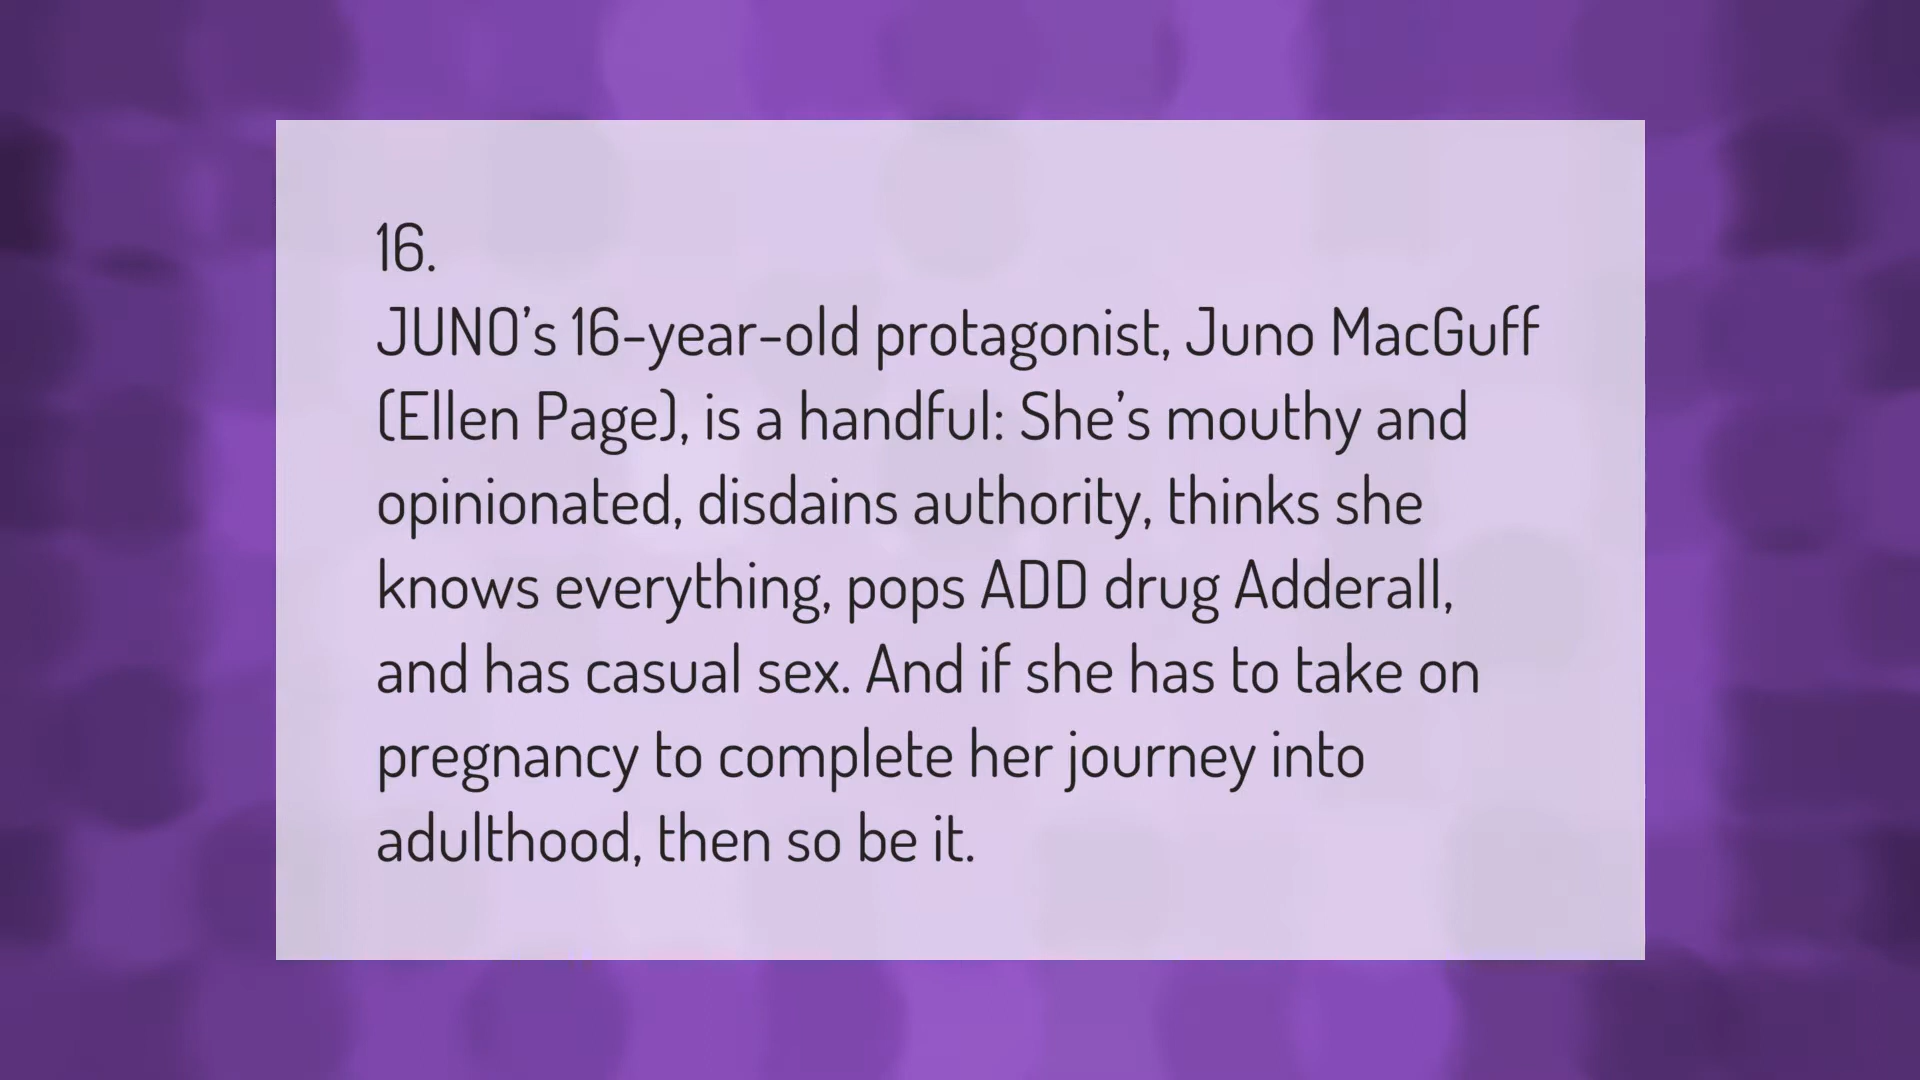 16.
JUNO’s 16-year-old protagonist, Juno MacGuff
(Ellen Page), is a handful: She’s mouthy and
opinionated, disdains authority, thinks she
knows everything, pops ADD drug Adderall,
and has casual sex. And if she has to take on
pregnancy to complete her journey into
adulthood, then so be it.